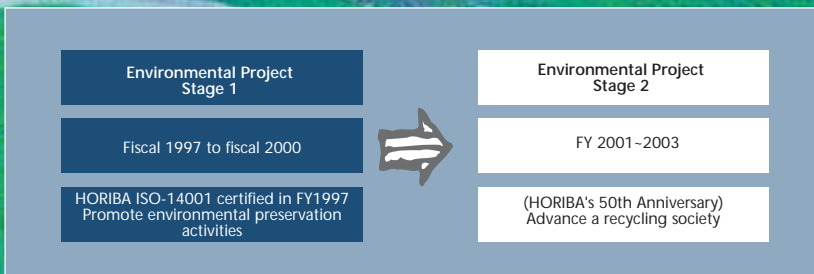 Environmental Project
Stage 1
Fiscal 1997 to fiscal 2000
HORIBA ISO-14001 certified in FY1997
Promote environmental preservation
activities
Environmental Project
Stage 2
FY 2001~2003
(HORIBA's 50th Anniversary)
Advance a recycling society